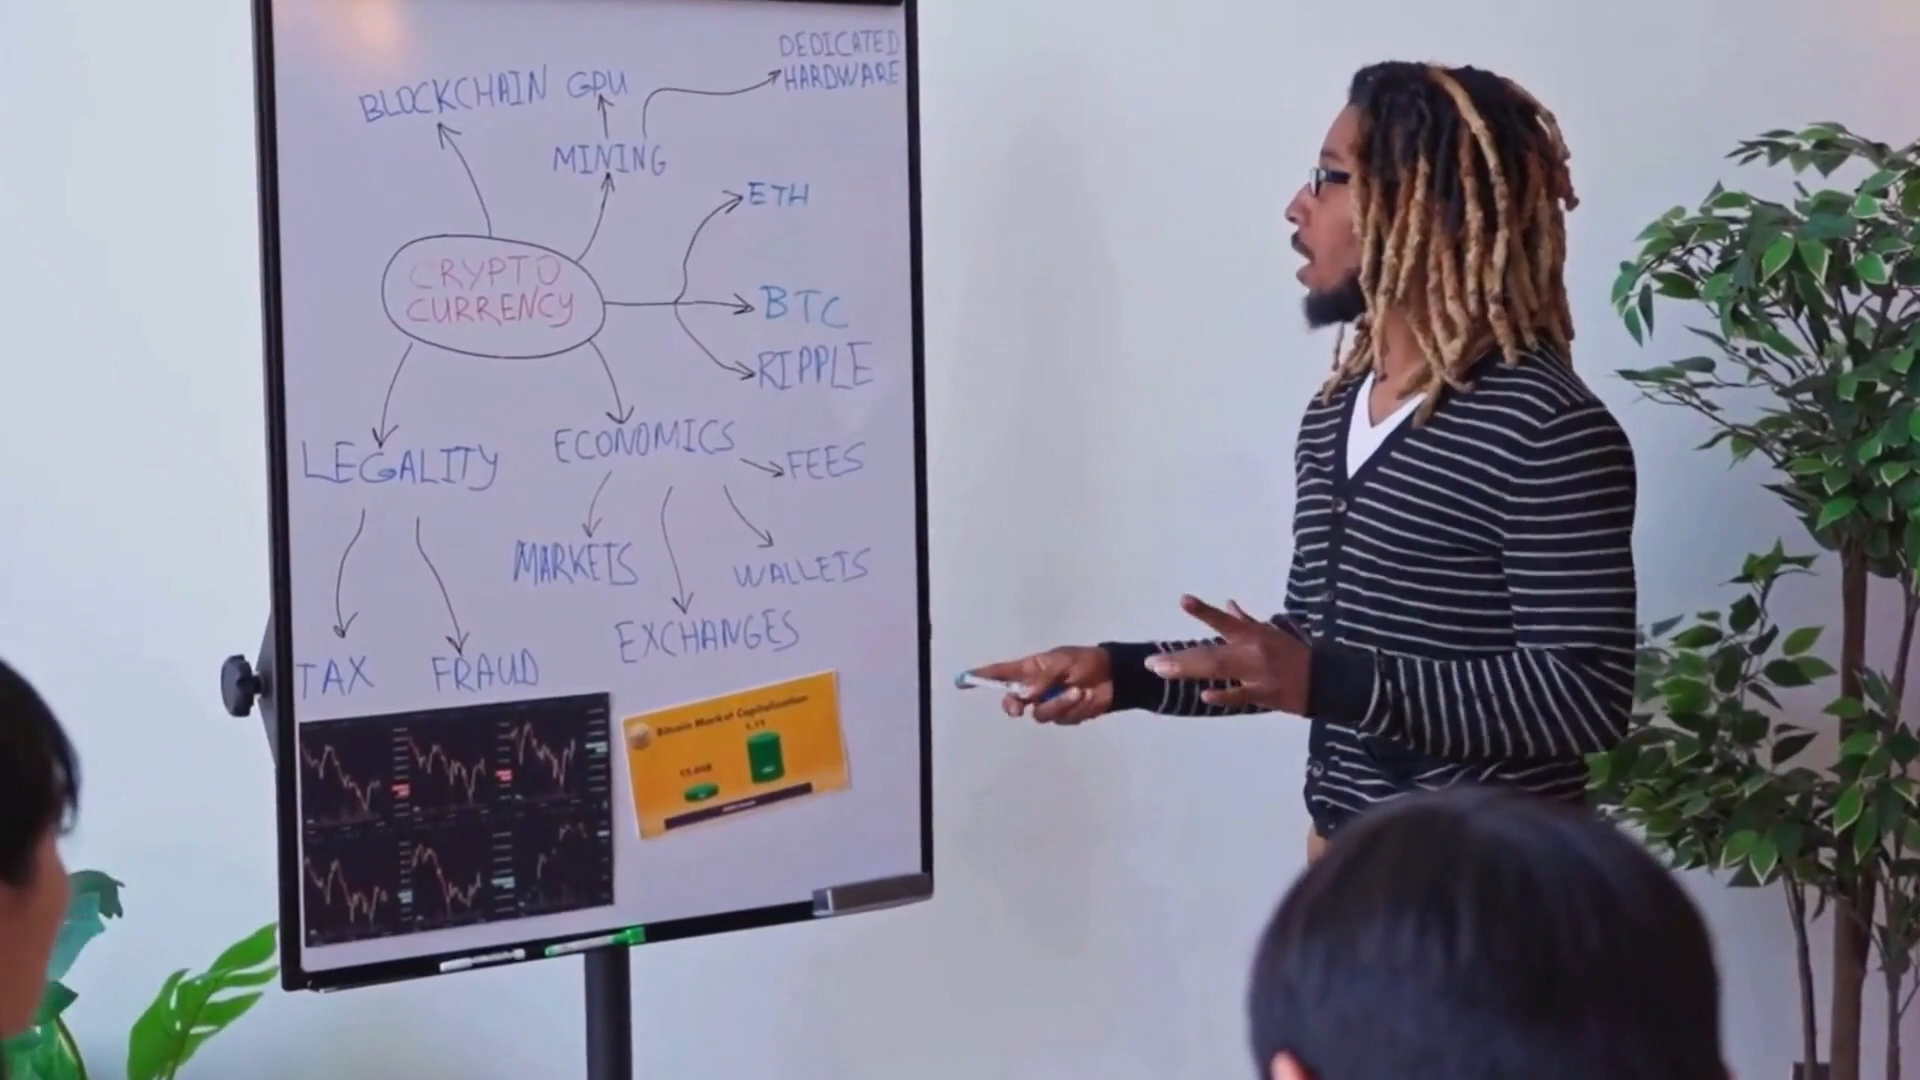 DEDICATED
HARDWARE
BLOCKCHAIN GPU
MINING
ETH
CRYPTO
CURRENCY
BTC
RIPPLE
LEGALITY
ECONOMICS
FEES
MARKETS
WALLETS
EXCHANGES
TAX
FRAUD
Bitcoin Market Capitalisation